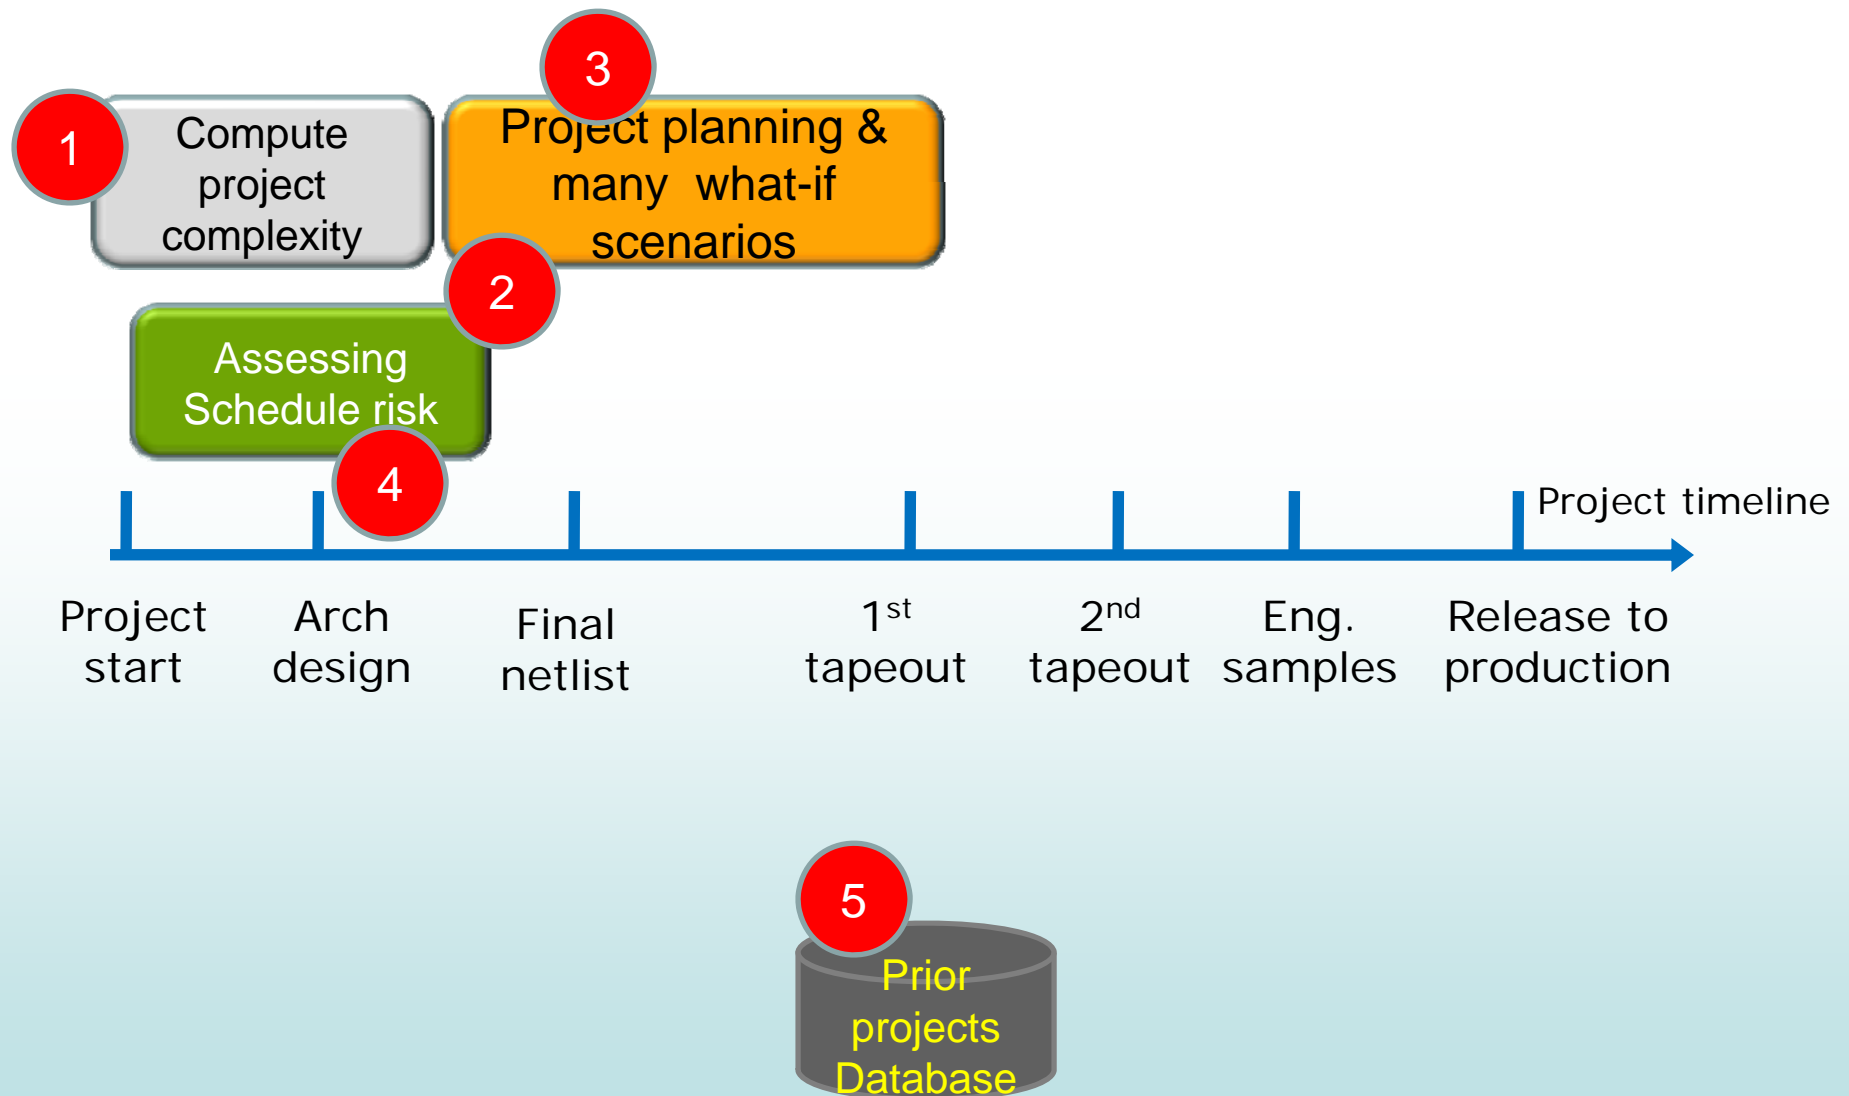 3
1
Compute
project
complexity
Project planning &
many  what-if
scenarios
2
Assessing
Schedule risk
4
Project timeline
Project
start
Arch
design
Final
netlist
1st
tapeout
2nd
tapeout
Eng.
samples
Release to
production
5
Prior
projects
Database